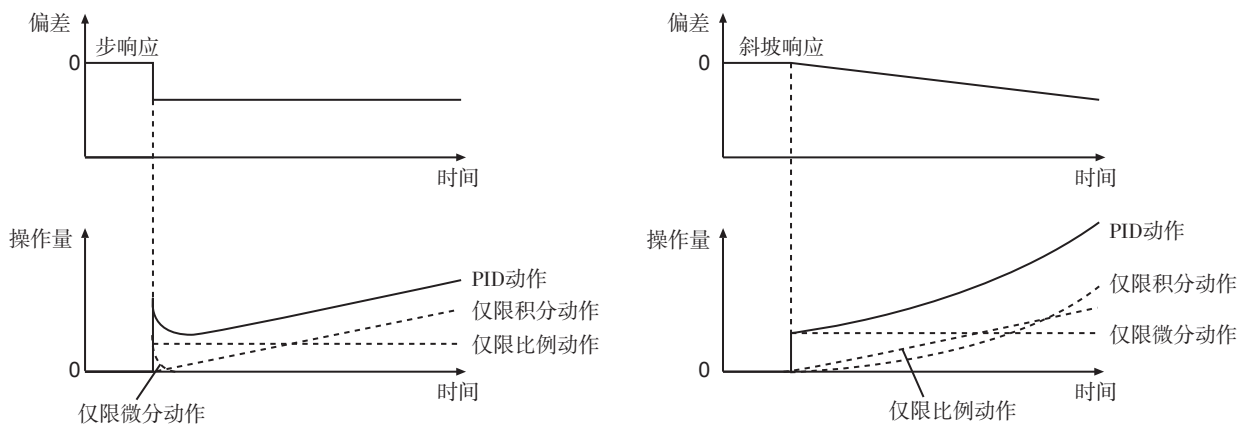 偏差
步响应
0
时间
操作量
PID动作
仅限积分动作
仅限比例动作
0
时间
仅限微分动作
偏差
斜坡响应
0
时间
操作量
PID动作
仅限积分动作
仅限微分动作
0
时间
仅限比例动作